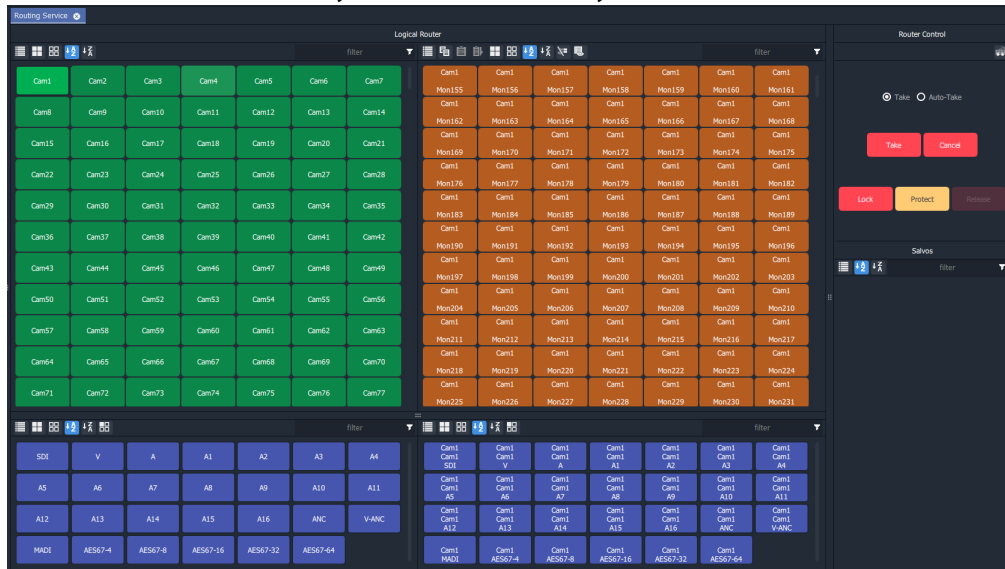 Routing Service
Logical Router
Router Control
filter
filter
Cam1 Cam2 Cam3 Cam4 Cam5 Cam6 Cam7
Cam8 Cam9 Cam10 Cam11 Cam12 Cam13 Cam14
Cam15 Cam16 Cam17 Cam18 Cam19 Cam20 Cam21
Cam22 Cam23 Cam24 Cam25 Cam26 Cam27 Cam28
Cam29 Cam30 Cam31 Cam32 Cam33 Cam34 Cam35
Cam36 Cam37 Cam38 Cam39 Cam40 Cam41 Cam42
Cam43 Cam44 Cam45 Cam46 Cam47 Cam48 Cam49
Cam50 Cam51 Cam52 Cam53 Cam54 Cam55 Cam56
Cam57 Cam58 Cam59 Cam60 Cam61 Cam62 Cam63
Cam64 Cam65 Cam66 Cam67 Cam68 Cam69 Cam70
Cam71 Cam72 Cam73 Cam74 Cam75 Cam76 Cam77
Cam1 Cam1 Cam1 Cam1 Cam1 Cam1 Cam1
Mon155 Mon156 Mon157 Mon158 Mon159 Mon160 Mon161
Cam1 Cam1 Cam1 Cam1 Cam1 Cam1 Cam1
Mon162 Mon163 Mon164 Mon165 Mon166 Mon167 Mon168
Cam1 Cam1 Cam1 Cam1 Cam1 Cam1 Cam1
Mon169 Mon170 Mon171 Mon172 Mon173 Mon174 Mon175
Cam1 Cam1 Cam1 Cam1 Cam1 Cam1 Cam1
Mon176 Mon177 Mon178 Mon179 Mon180 Mon181 Mon182
Cam1 Cam1 Cam1 Cam1 Cam1 Cam1 Cam1
Mon183 Mon184 Mon185 Mon186 Mon187 Mon188 Mon189
Cam1 Cam1 Cam1 Cam1 Cam1 Cam1 Cam1
Mon190 Mon191 Mon192 Mon193 Mon194 Mon195 Mon196
Cam1 Cam1 Cam1 Cam1 Cam1 Cam1 Cam1
Mon197 Mon198 Mon199 Mon200 Mon201 Mon202 Mon203
Cam1 Cam1 Cam1 Cam1 Cam1 Cam1 Cam1
Mon204 Mon205 Mon206 Mon207 Mon208 Mon209 Mon210
Cam1 Cam1 Cam1 Cam1 Cam1 Cam1 Cam1
Mon211 Mon212 Mon213 Mon214 Mon215 Mon216 Mon217
Cam1 Cam1 Cam1 Cam1 Cam1 Cam1 Cam1
Mon218 Mon219 Mon220 Mon221 Mon222 Mon223 Mon224
Cam1 Cam1 Cam1 Cam1 Cam1 Cam1 Cam1
Mon225 Mon226 Mon227 Mon228 Mon229 Mon230 Mon231
Take Auto-Take
Take Cancel
Lock Protect Release
Salvos
filter
filter
filter
SDI V A A1 A2 A3 A4
A5 A6 A7 A8 A9 A10 A11
A12 A13 A14 A15 A16 ANC V-ANC
MADI AES67-4 AES67-8 AES67-16 AES67-32 AES67-64
Cam1 Cam1 Cam1 Cam1 Cam1 Cam1 Cam1
Cam1 Cam1 Cam1 Cam1 Cam1 Cam1 Cam1
SDI V A A1 A2 A3 A4
Cam1 Cam1 Cam1 Cam1 Cam1 Cam1 Cam1
Cam1 Cam1 Cam1 Cam1 Cam1 Cam1 Cam1
A5 A6 A7 A8 A9 A10 A11
Cam1 Cam1 Cam1 Cam1 Cam1 Cam1 Cam1
Cam1 Cam1 Cam1 Cam1 Cam1 Cam1 Cam1
A12 A13 A14 A15 A16 ANC V-ANC
Cam1 Cam1 Cam1 Cam1 Cam1 Cam1
MADI AES67-4 AES67-8 AES67-16 AES67-32 AES67-64